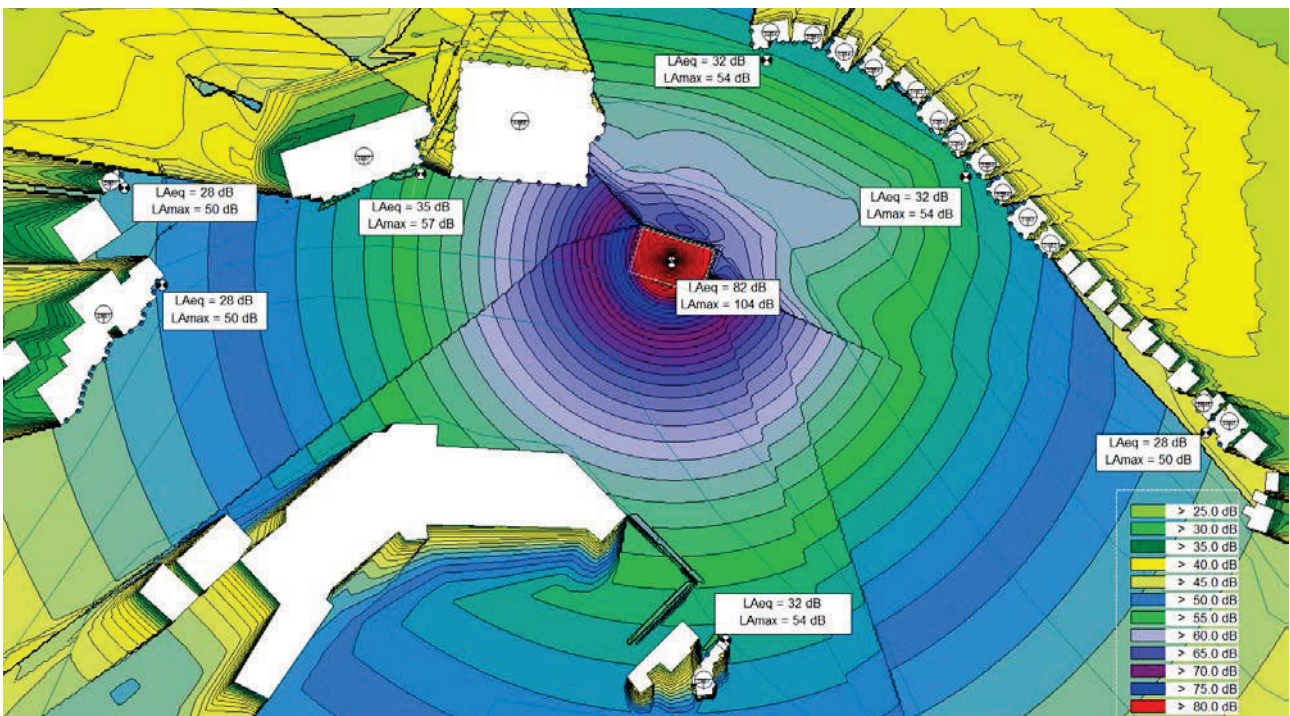 LAeq = 32 dB
LAmax = 54 dB
LAeq = 28 dB
LAmax = 50 dB
LAeq = 35 dB
LAmax = 57 dB
LAeq = 32 dB
LAmax = 54 dB
LAeq = 28 dB
LAmax = 50 dB
LAeq = 82 dB
LAmax = 104 dB
LAeq = 28 dB
LAmax = 50 dB
LAeq = 32 dB
LAmax = 54 dB
> 25.0 dB
> 30.0 dB
> 35.0 dB
> 40.0 dB
> 45.0 dB
> 50.0 dB
> 55.0 dB
> 60.0 dB
> 65.0 dB
> 70.0 dB
> 75.0 dB
> 80.0 dB